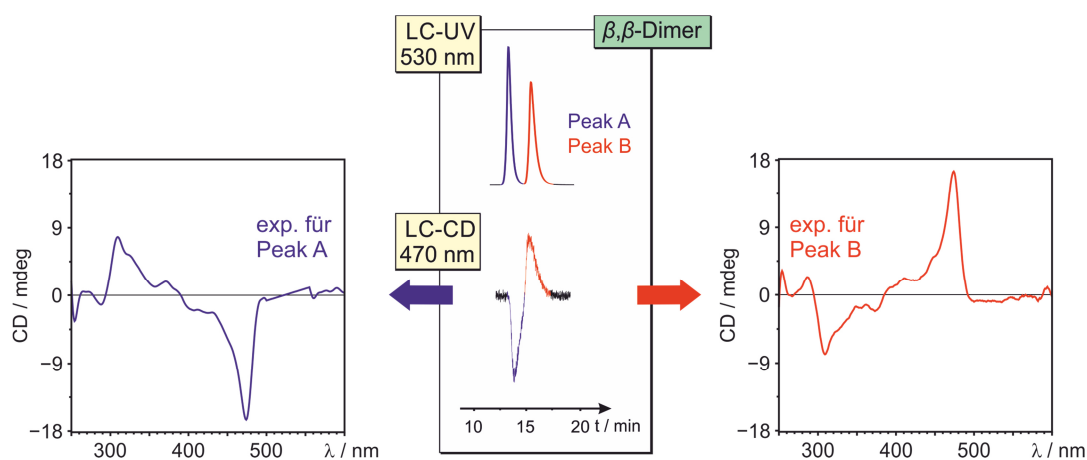 LC-UV
530 nm
β,β-Dimer
Peak A
Peak B
LC-CD
470 nm
10 15 20 t / min
exp. für
Peak A
CD / mdeg
18
9
0
−9
−18
300 400 500 λ / nm
exp. für
Peak B
CD / mdeg
18
9
0
−9
−18
300 400 500 λ / nm